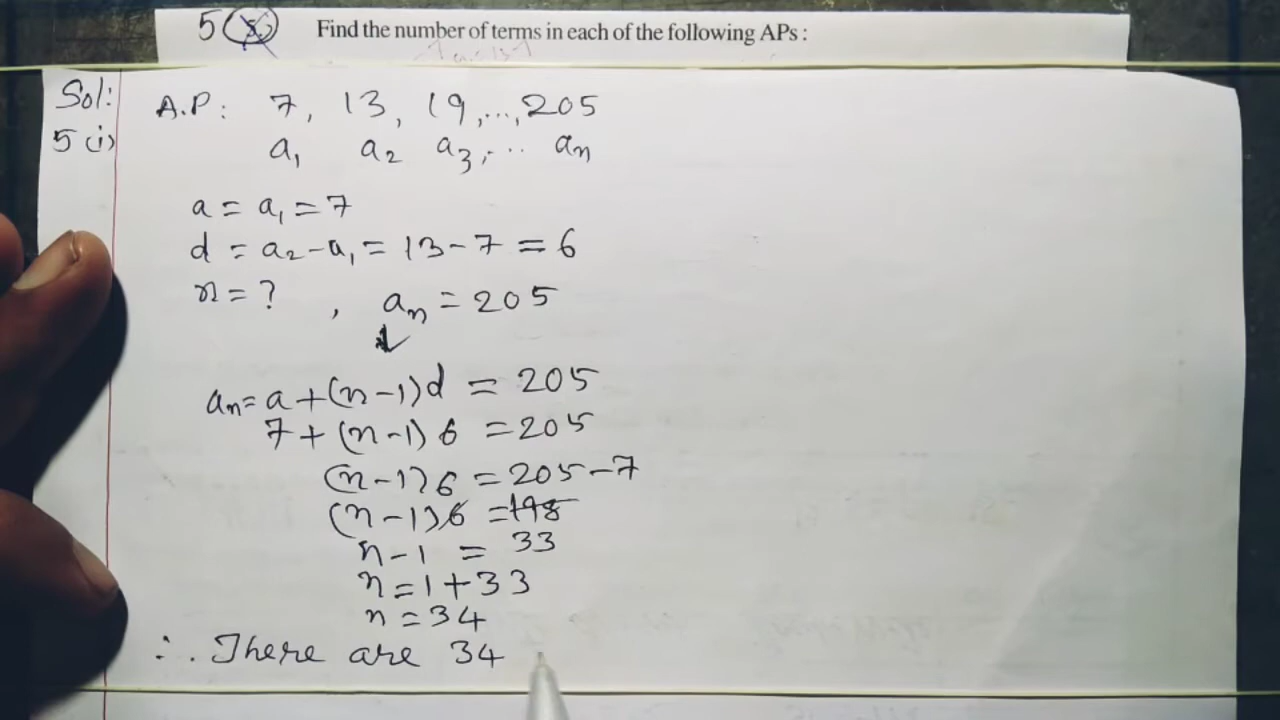 5 Find the number of terms in each of the following APs :
Sol:
5 (i)
A.P: 7, 13, 19,..., 205
a₁ a₂ a₃,... aₙ
a = a₁ = 7
d = a₂-a₁ = 13-7 = 6
n = ? , aₙ = 205
aₙ= a+(n-1)d = 205
7+(n-1) 6 = 205
(n-1)6 = 205-7
(n-1)6 = 198
n-1 = 33
n = 1+33
n = 34
∴ There are 34